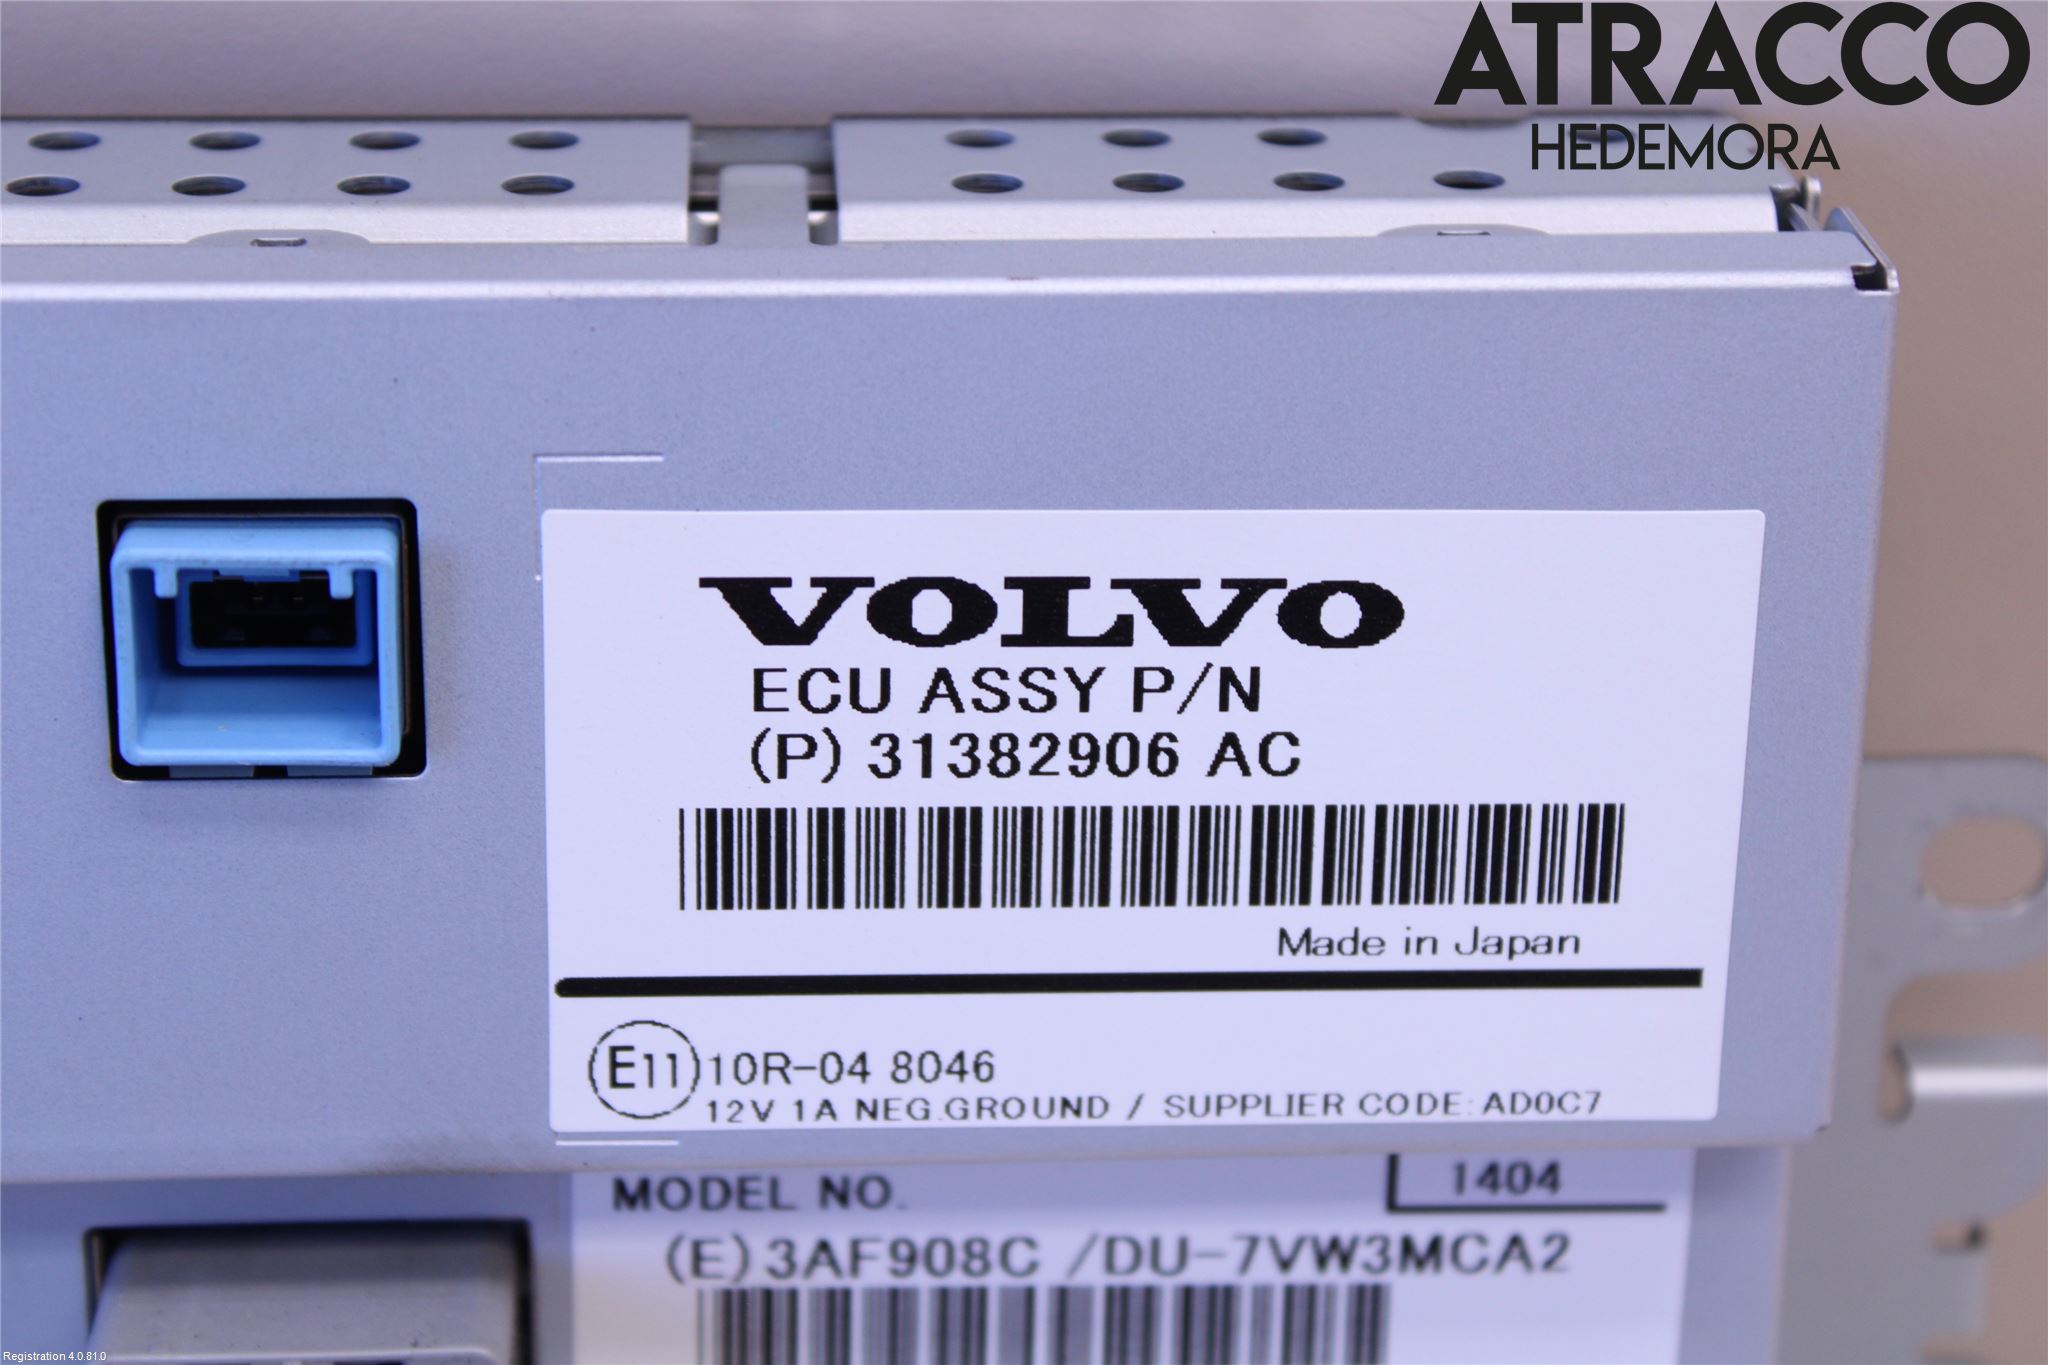 ATRACCO
HEDEMORA
VOLVO
ECU ASSY P/N
(P) 31382906 AC
Made in Japan
E11 10R-04 8046
12V 1A NEG.GROUND / SUPPLIER CODE: AD0C7
MODEL NO. 1404
(E) 3AF908C /DU-7VW3MCA2
Registration 4.0.81.0